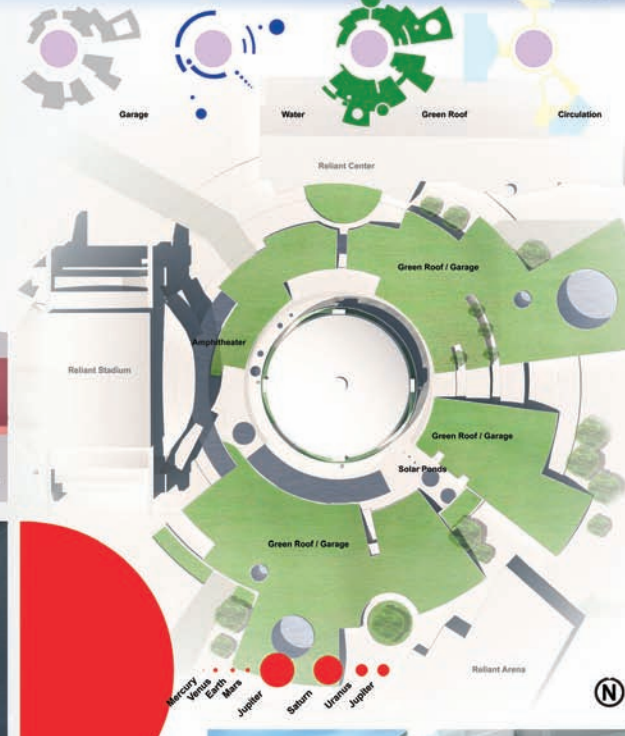 Garage
Water
Green Roof
Circulation
Reliant Center
Green Roof / Garage
Amphitheater
Reliant Stadium
Green Roof / Garage
Solar Ponds
Green Roof / Garage
Mercury
Venus
Earth
Mars
Jupiter
Saturn
Uranus
Jupiter
Reliant Arena
N